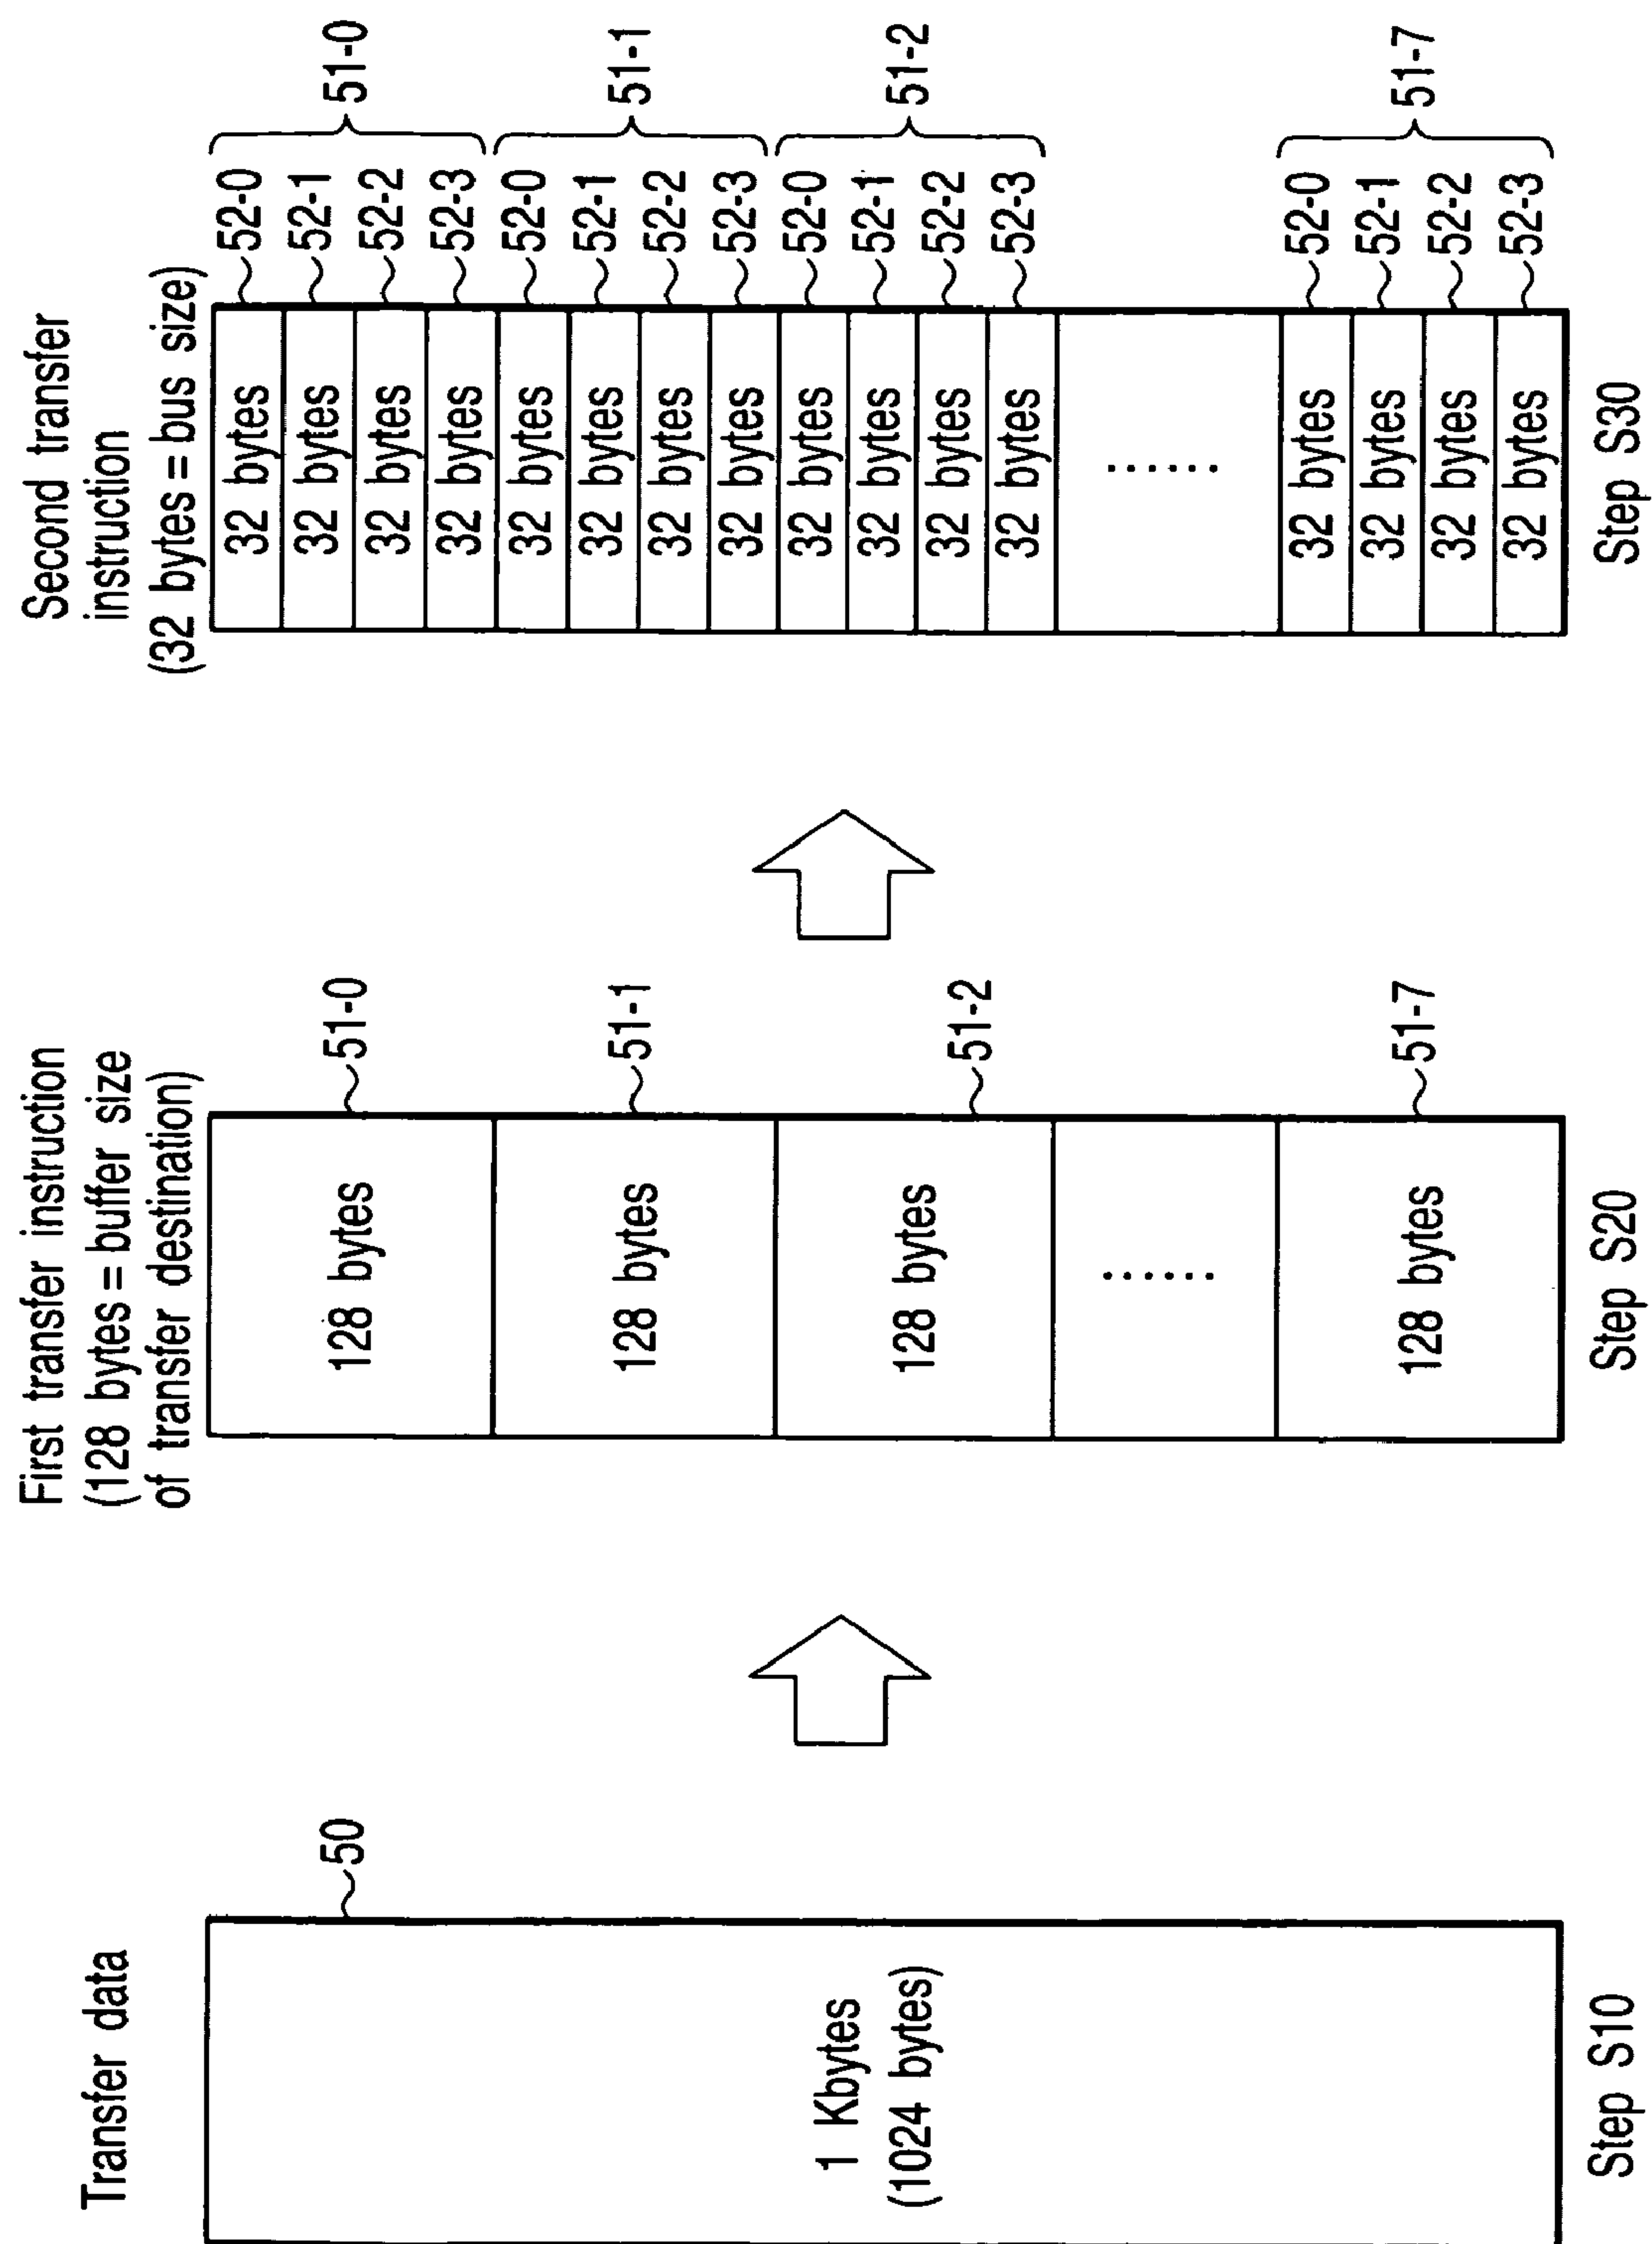 Transfer data
50
1 Kbytes
(1024 bytes)
Step S10
First transfer instruction
(128 bytes = buffer size
of transfer destination)
128 bytes
51-0
128 bytes
51-1
128 bytes
51-2
......
128 bytes
51-7
Step S20
Second transfer
instruction
(32 bytes = bus size)
32 bytes
52-0
32 bytes
52-1
32 bytes
52-2
32 bytes
52-3
51-0
32 bytes
52-0
32 bytes
52-1
32 bytes
52-2
32 bytes
52-3
51-1
32 bytes
52-0
32 bytes
52-1
32 bytes
52-2
32 bytes
52-3
51-2
......
32 bytes
52-0
32 bytes
52-1
32 bytes
52-2
32 bytes
52-3
51-7
Step S30